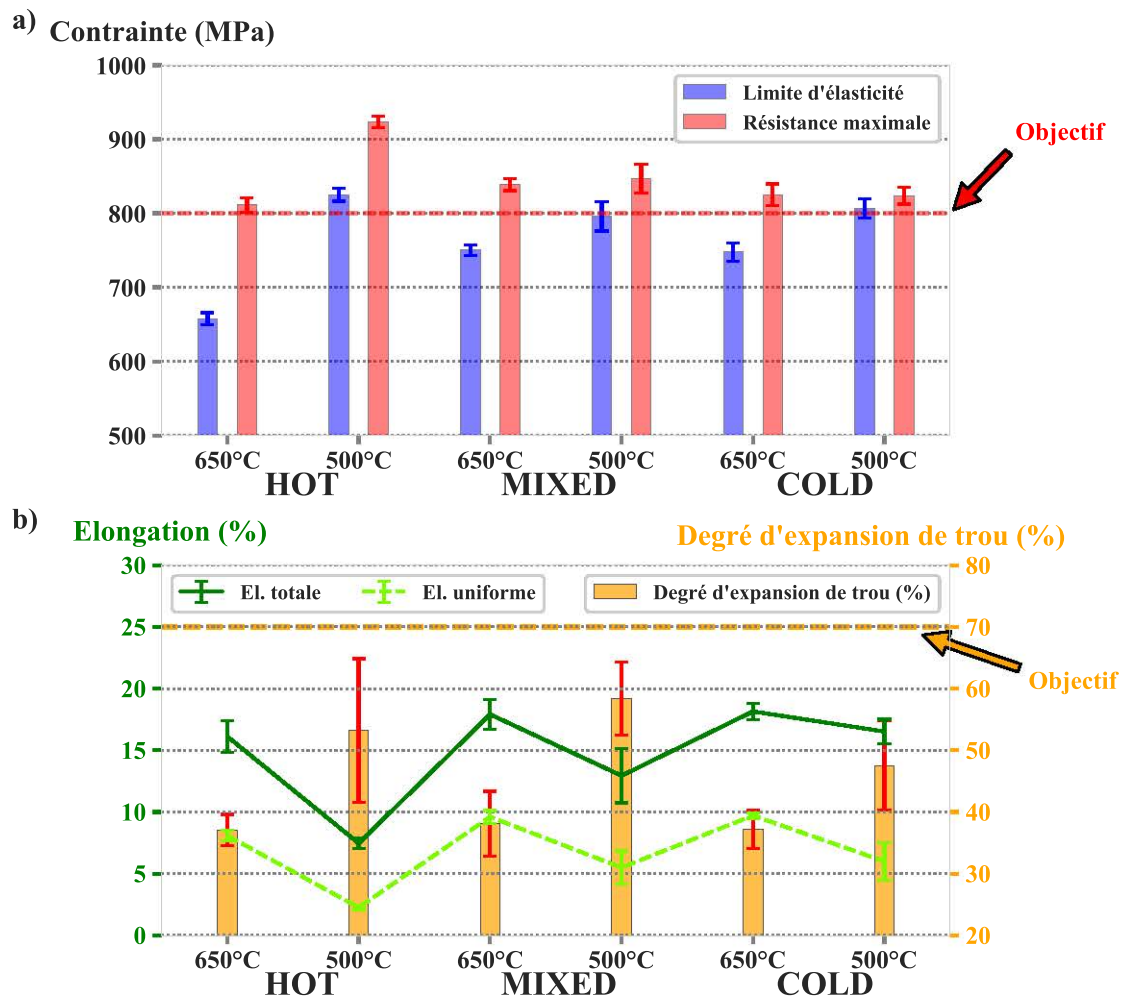 a) Contrainte (MPa)
1000
900
800
700
600
500
Limite d'élasticité
Résistance maximale
Objectif
650°C 500°C 650°C 500°C 650°C 500°C
HOT MIXED COLD
b) Elongation (%) Degré d'expansion de trou (%)
30
25
20
15
10
5
0
El. totale El. uniforme Degré d'expansion de trou (%)
80
70
60
50
40
30
20
Objectif
650°C 500°C 650°C 500°C 650°C 500°C
HOT MIXED COLD